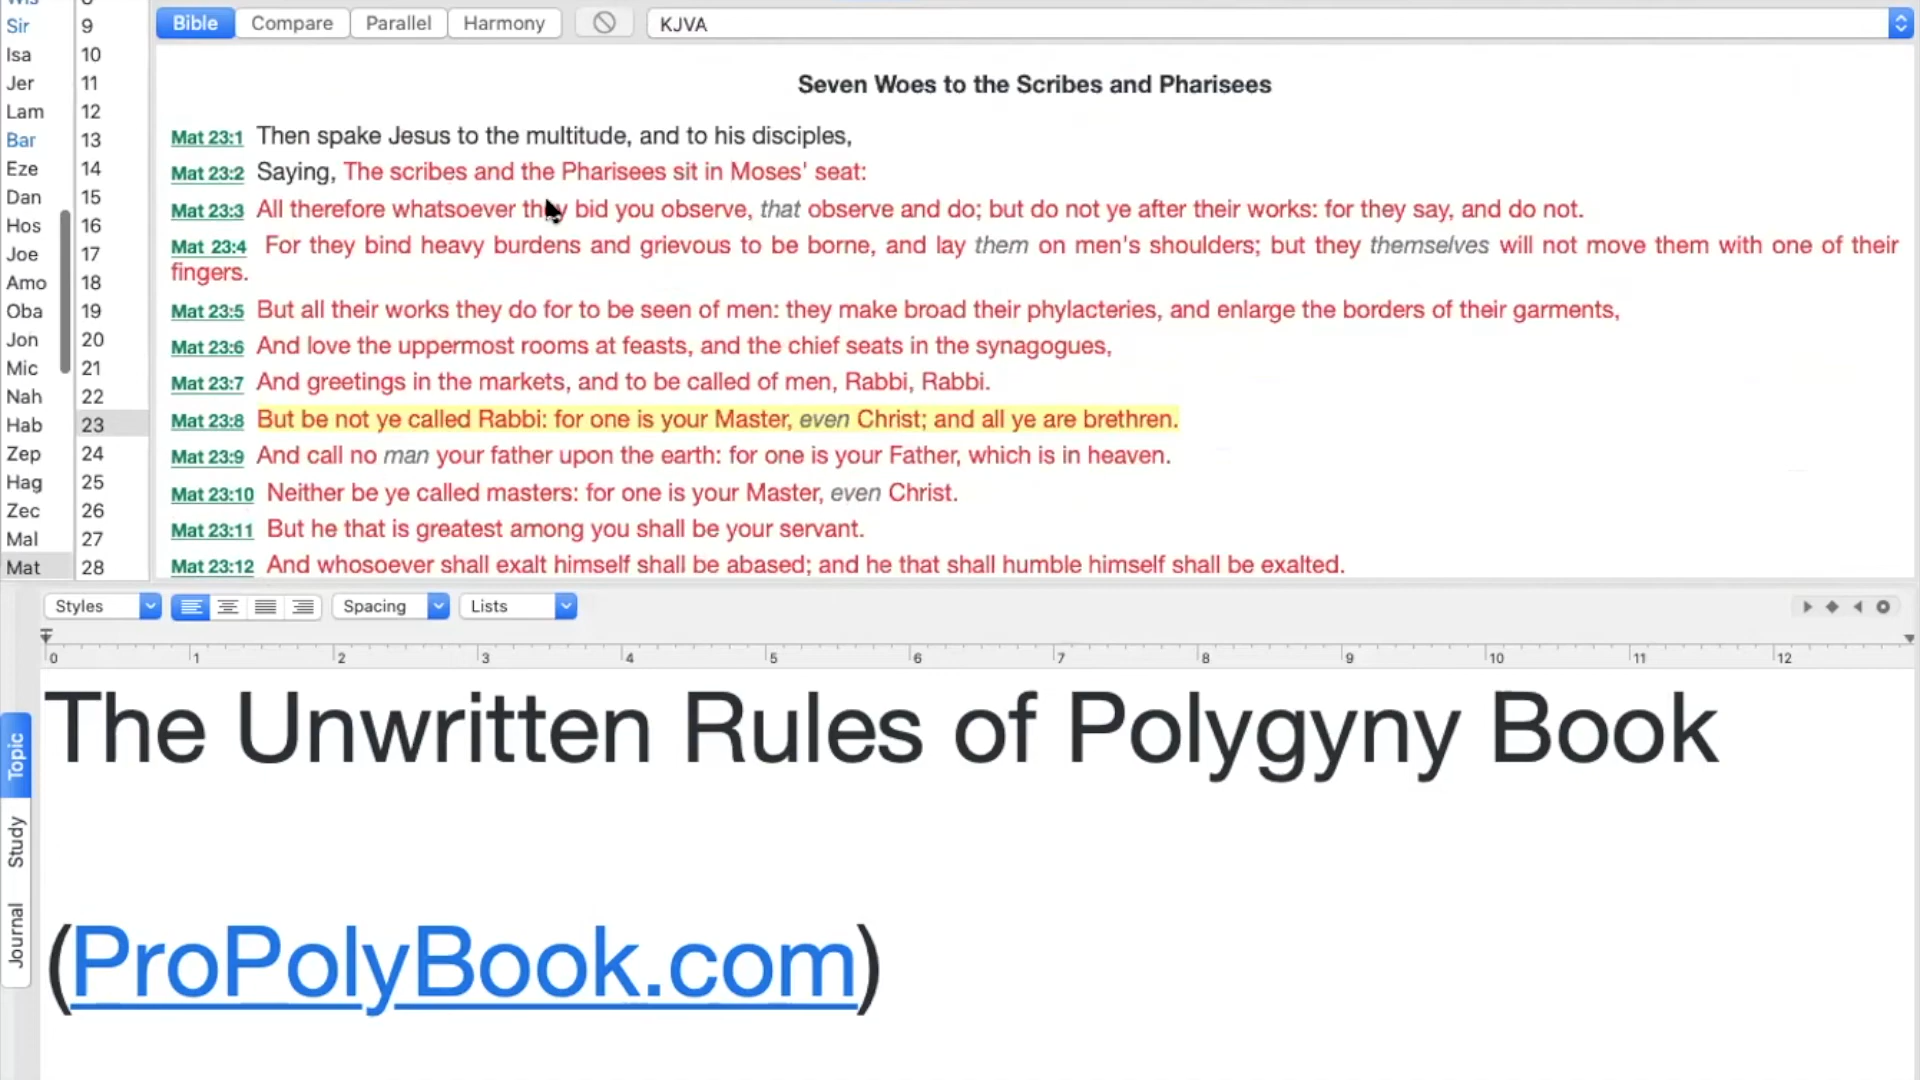 Bible Compare Parallel Harmony KJVA
Sir
Isa
Jer
Lam
Bar
Eze
Dan
Hos
Joe
Amo
Oba
Jon
Mic
Nah
Hab
Zep
Hag
Zec
Mal
Mat
9
10
11
12
13
14
15
16
17
18
19
20
21
22
23
24
25
26
27
28
Seven Woes to the Scribes and Pharisees
Mat 23:1 Then spake Jesus to the multitude, and to his disciples,
Mat 23:2 Saying, The scribes and the Pharisees sit in Moses' seat:
Mat 23:3 All therefore whatsoever they bid you observe, that observe and do; but do not ye after their works: for they say, and do not.
Mat 23:4 For they bind heavy burdens and grievous to be borne, and lay them on men's shoulders; but they themselves will not move them with one of their
fingers.
Mat 23:5 But all their works they do for to be seen of men: they make broad their phylacteries, and enlarge the borders of their garments,
Mat 23:6 And love the uppermost rooms at feasts, and the chief seats in the synagogues,
Mat 23:7 And greetings in the markets, and to be called of men, Rabbi, Rabbi.
Mat 23:8 But be not ye called Rabbi: for one is your Master, even Christ; and all ye are brethren.
Mat 23:9 And call no man your father upon the earth: for one is your Father, which is in heaven.
Mat 23:10 Neither be ye called masters: for one is your Master, even Christ.
Mat 23:11 But he that is greatest among you shall be your servant.
Mat 23:12 And whosoever shall exalt himself shall be abased; and he that shall humble himself shall be exalted.
Styles Spacing Lists
0 1 2 3 4 5 6 7 8 9 10 11 12
Topic
Study
Journal
The Unwritten Rules of Polygyny Book
(ProPolyBook.com)